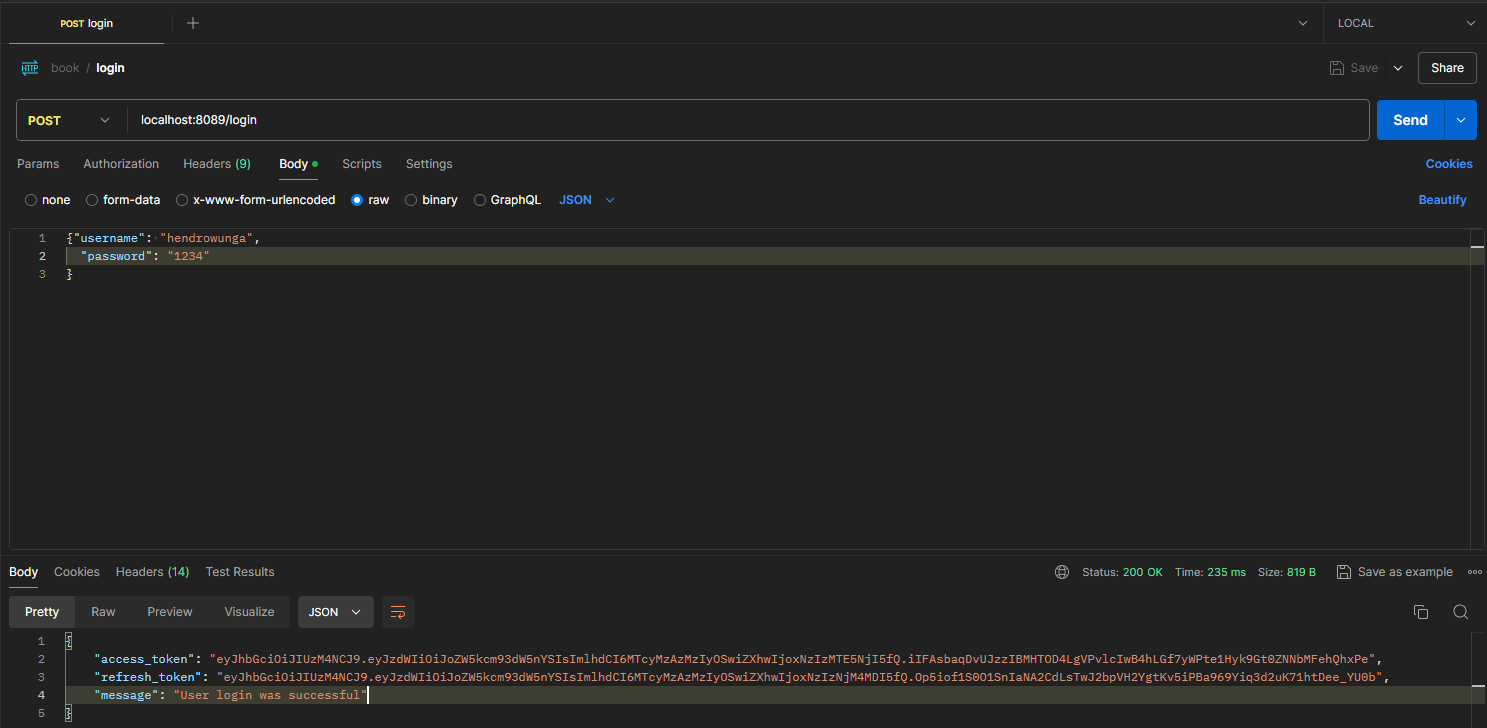 POST login
LOCAL
HTTP book / login
Save Share
POST localhost:8089/login Send
Params Authorization Headers (9) Body Scripts Settings Cookies
none form-data x-www-form-urlencoded raw binary GraphQL JSON Beautify
1 {"username": "hendrowunga",
2 "password": "1234"
3 }
Body Cookies Headers (14) Test Results Status: 200 OK Time: 235 ms Size: 819 B Save as example
Pretty Raw Preview Visualize JSON
1 {
2 "access_token": "eyJhbGciOiJIUzM4NCJ9.eyJzdWIiOiJoZW5kcm93dW5nYSIsImlhdCI6MTcyMzAzMzIyOSwiZXhwIjoxNzIzMTE5NjI5fQ.iIFAsbaqDvUJzzIBMHTOD4LgVPvlcIwB4hLGf7yWPte1Hyk9Gt0ZNNbMFehQhxPe",
3 "refresh_token": "eyJhbGciOiJIUzM4NCJ9.eyJzdWIiOiJoZW5kcm93dW5nYSIsImlhdCI6MTcyMzAzMzIyOSwiZXhwIjoxNzIzNjM4MDI5fQ.Op5iof1S0O1SnIaNA2CdLsTwJ2bpVH2YgtKv5iPBa969Yiq3d2uK71htDee_YU0b",
4 "message": "User login was successful"
5 }